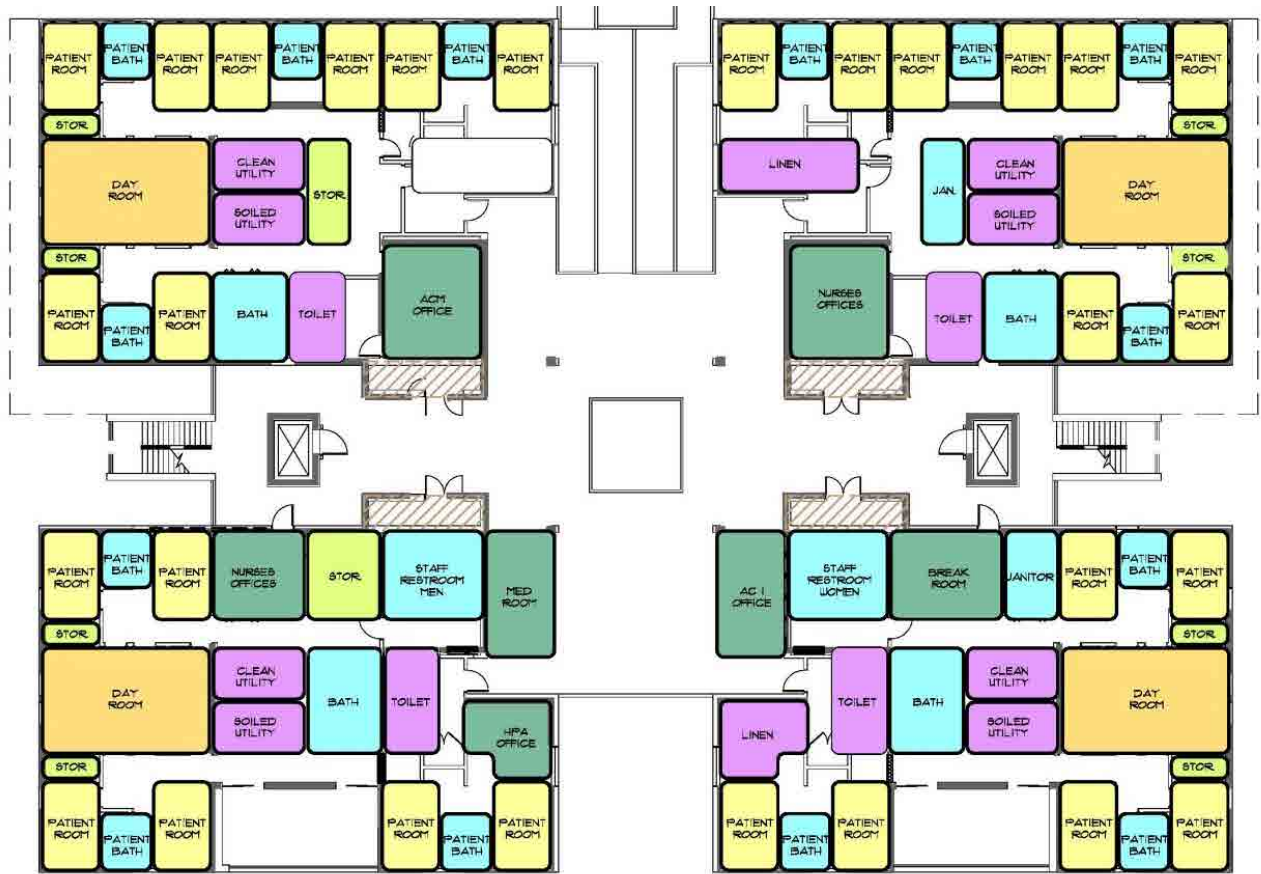 PATIENT
ROOM
PATIENT
BATH
PATIENT
ROOM
PATIENT
ROOM
PATIENT
BATH
PATIENT
ROOM
PATIENT
ROOM
PATIENT
BATH
PATIENT
ROOM
PATIENT
ROOM
PATIENT
BATH
PATIENT
ROOM
PATIENT
ROOM
PATIENT
BATH
PATIENT
ROOM
PATIENT
ROOM
PATIENT
BATH
PATIENT
ROOM
STOR.
STOR.
DAY
ROOM
CLEAN
UTILITY
SOILED
UTILITY
STOR.
LINEN
JAN.
CLEAN
UTILITY
SOILED
UTILITY
DAY
ROOM
STOR.
STOR.
PATIENT
ROOM
PATIENT
BATH
PATIENT
ROOM
BATH
TOILET
ACM
OFFICE
NURSES
OFFICES
TOILET
BATH
PATIENT
ROOM
PATIENT
BATH
PATIENT
ROOM
PATIENT
ROOM
PATIENT
BATH
PATIENT
ROOM
NURSES
OFFICES
STOR.
STAFF
RESTROOM
MEN
MED
ROOM
AC I
OFFICE
STAFF
RESTROOM
WOMEN
BREAK
ROOM
JANITOR
PATIENT
ROOM
PATIENT
BATH
PATIENT
ROOM
STOR.
STOR.
DAY
ROOM
CLEAN
UTILITY
SOILED
UTILITY
BATH
TOILET
HPA
OFFICE
LINEN
TOILET
BATH
CLEAN
UTILITY
SOILED
UTILITY
DAY
ROOM
STOR.
STOR.
PATIENT
ROOM
PATIENT
BATH
PATIENT
ROOM
PATIENT
ROOM
PATIENT
BATH
PATIENT
ROOM
PATIENT
ROOM
PATIENT
BATH
PATIENT
ROOM
PATIENT
ROOM
PATIENT
BATH
PATIENT
ROOM